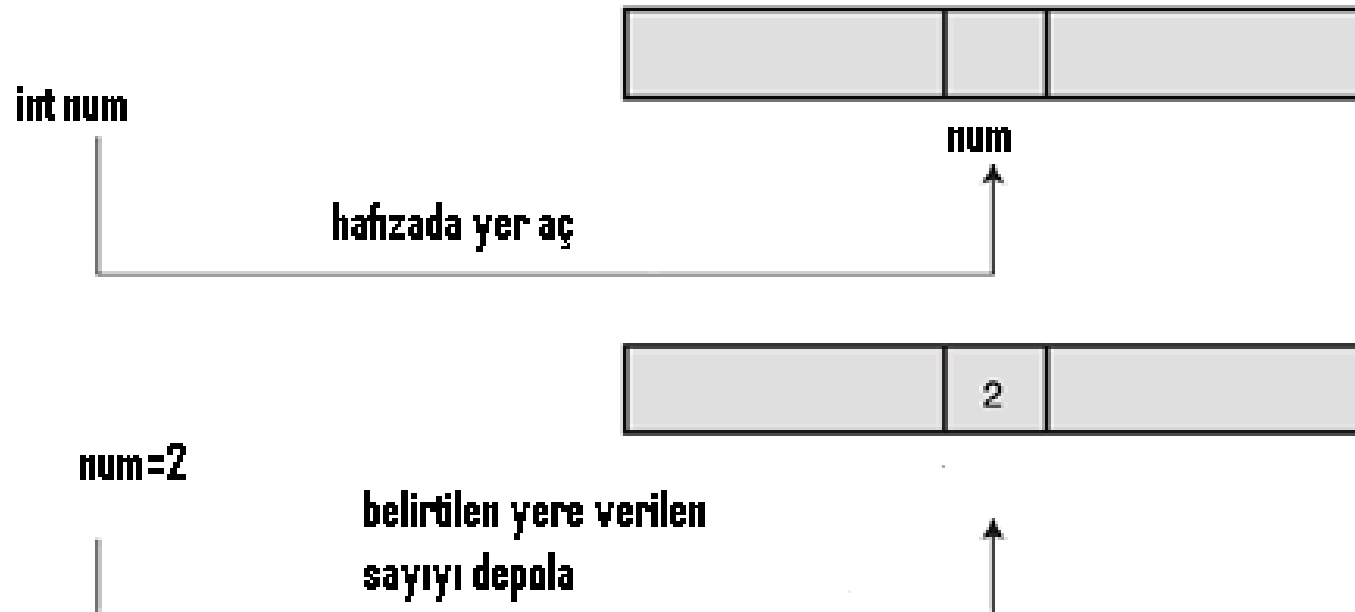 int num
num
hafızada yer aç
2
num=2
belirtilen yere verilen
sayıyı depola